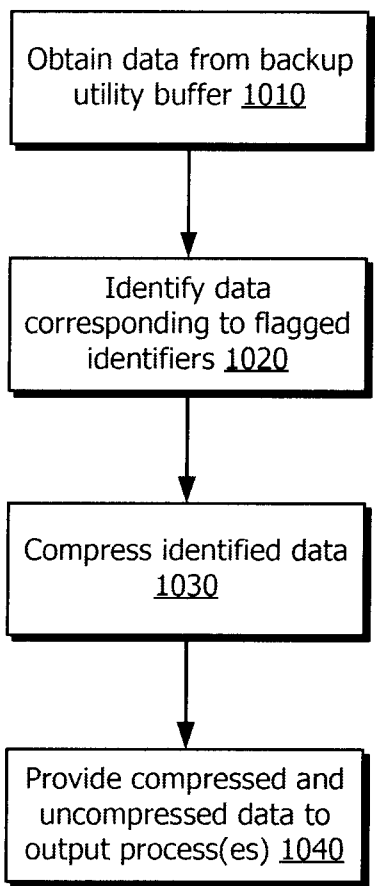 Obtain data from backup
utility buffer 1010
Identify data
corresponding to flagged
identifiers 1020
Compress identified data
1030
Provide compressed and
uncompressed data to
output process(es) 1040